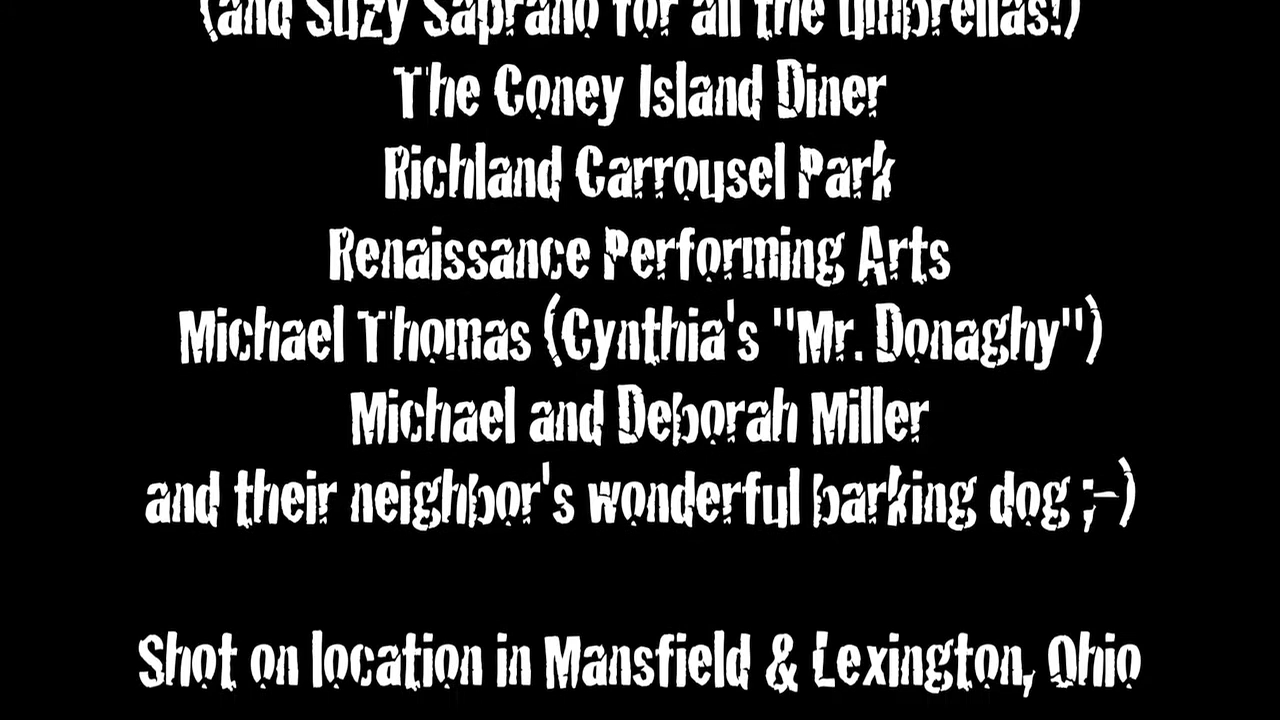 (and Suzy Saprano for all the umbrellas!)
The Coney Island Diner
Richland Carrousel Park
Renaissance Performing Arts
Michael Thomas (Cynthia's "Mr. Donaghy")
Michael and Deborah Miller
and their neighbor's wonderful barking dog ;-)
Shot on location in Mansfield & Lexington, Ohio